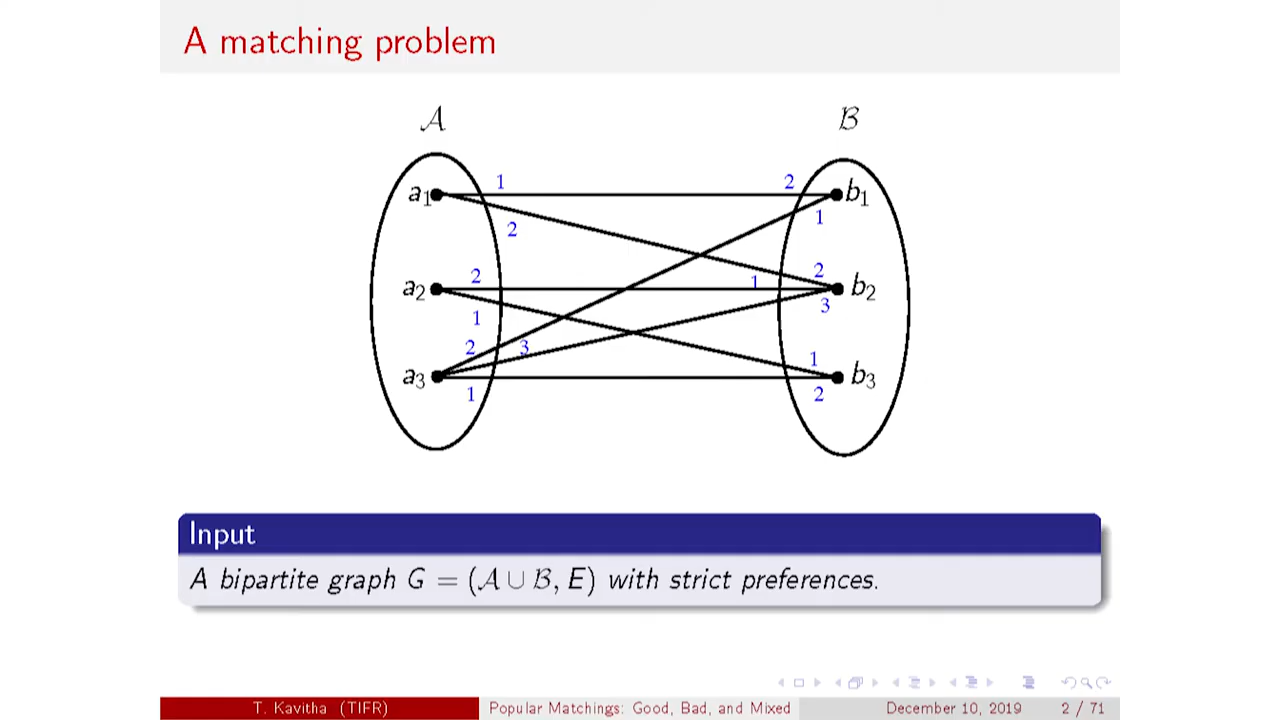 A matching problem
𝒜 ℬ
1 2
a₁ b₁
1
2
2 2
1
a₂ b₂
3
1
2 3 1
a₃ b₃
1 2
Input
A bipartite graph G = (𝒜 ∪ ℬ, E) with strict preferences.
T. Kavitha (TIFR) Popular Matchings: Good, Bad, and Mixed December 10, 2019 2 / 71